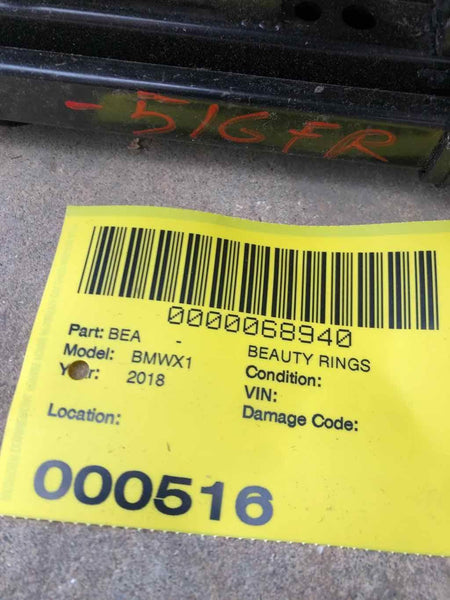 -516FR
0000068940
Part: BEA -
BEAUTY RINGS
Model: BMWX1
Condition:
Year: 2018
VIN:
Location:
Damage Code:
000516